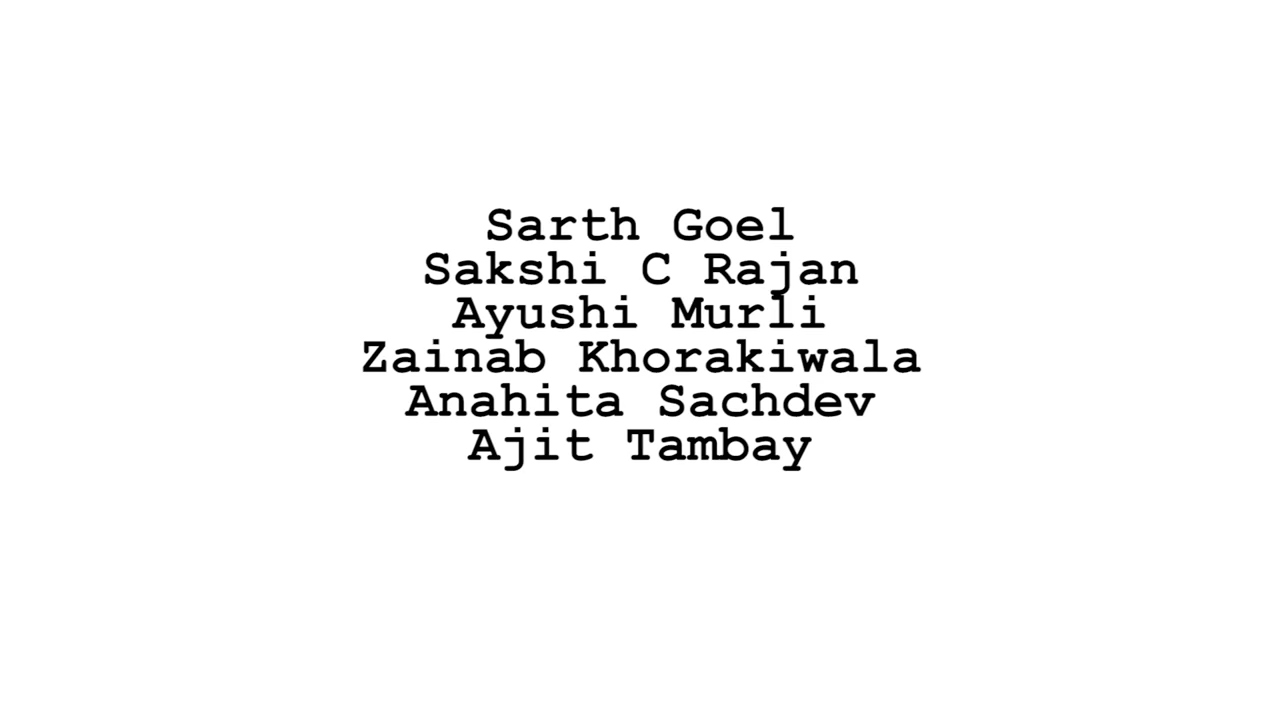 Sarth Goel
Sakshi C Rajan
Ayushi Murli
Zainab Khorakiwala
Anahita Sachdev
Ajit Tambay